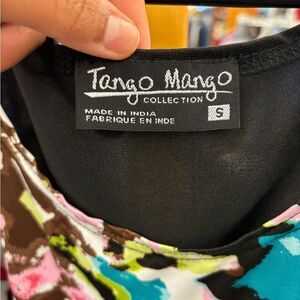 Tango Mango
COLLECTION
MADE IN INDIA
FABRIQUE EN INDE
S